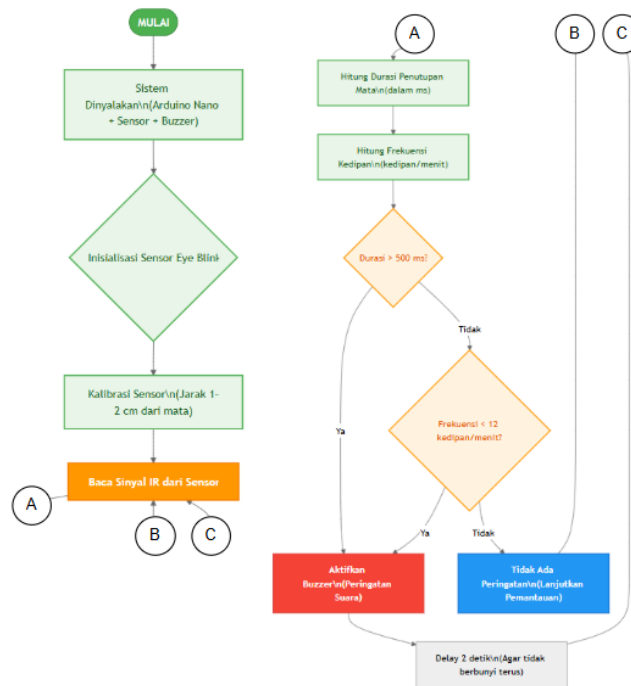 MULAI
Sistem
Dinyalakan\n(Arduino Nano
+ Sensor + Buzzer)
Inisialisasi Sensor Eye Blink
Kalibrasi Sensor\n(Jarak 1-
2 cm dari mata)
Baca Sinyal IR dari Sensor
A
B
C
A
B
C
Hitung Durasi Penutupan
Mata\n(dalam ms)
Hitung Frekuensi
Kedipan\n(kedipan/menit)
Durasi > 500 ms?
Tidak
Ya
Frekuensi < 12
kedipan/menit?
Ya
Tidak
Aktifkan
Buzzer\n(Peringatan
Suara)
Tidak Ada
Peringatan\n(Lanjutkan
Pemantauan)
Delay 2 detik\n(Agar tidak
berbunyi terus)